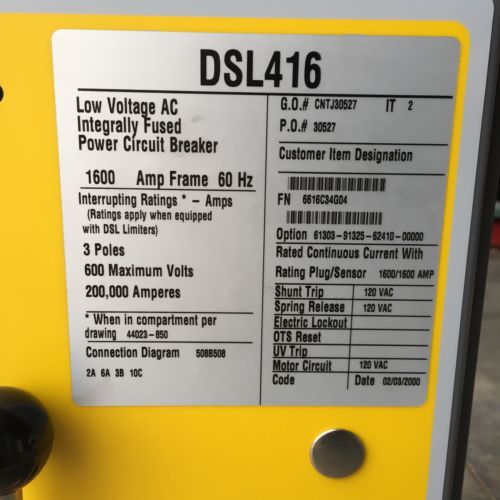 DSL416
Low Voltage AC
Integrally Fused
Power Circuit Breaker
1600 Amp Frame 60 Hz
Interrupting Ratings * - Amps
(Ratings apply when equipped
with DSL Limiters)
3 Poles
600 Maximum Volts
200,000 Amperes
* When in compartment per
drawing 44023-850
Connection Diagram 508B508
2A 6A 3B 10C
G.O.# CNTJ30527 IT 2
P.O.# 30527
Customer Item Designation
FN 6616C34G04
Option 61303-91325-62410-00000
Rated Continuous Current With
Rating Plug/Sensor 1600/1600 AMP
Shunt Trip 120 VAC
Spring Release 120 VAC
Electric Lockout
OTS Reset
UV Trip
Motor Circuit 120 VAC
Code Date 02/03/2000